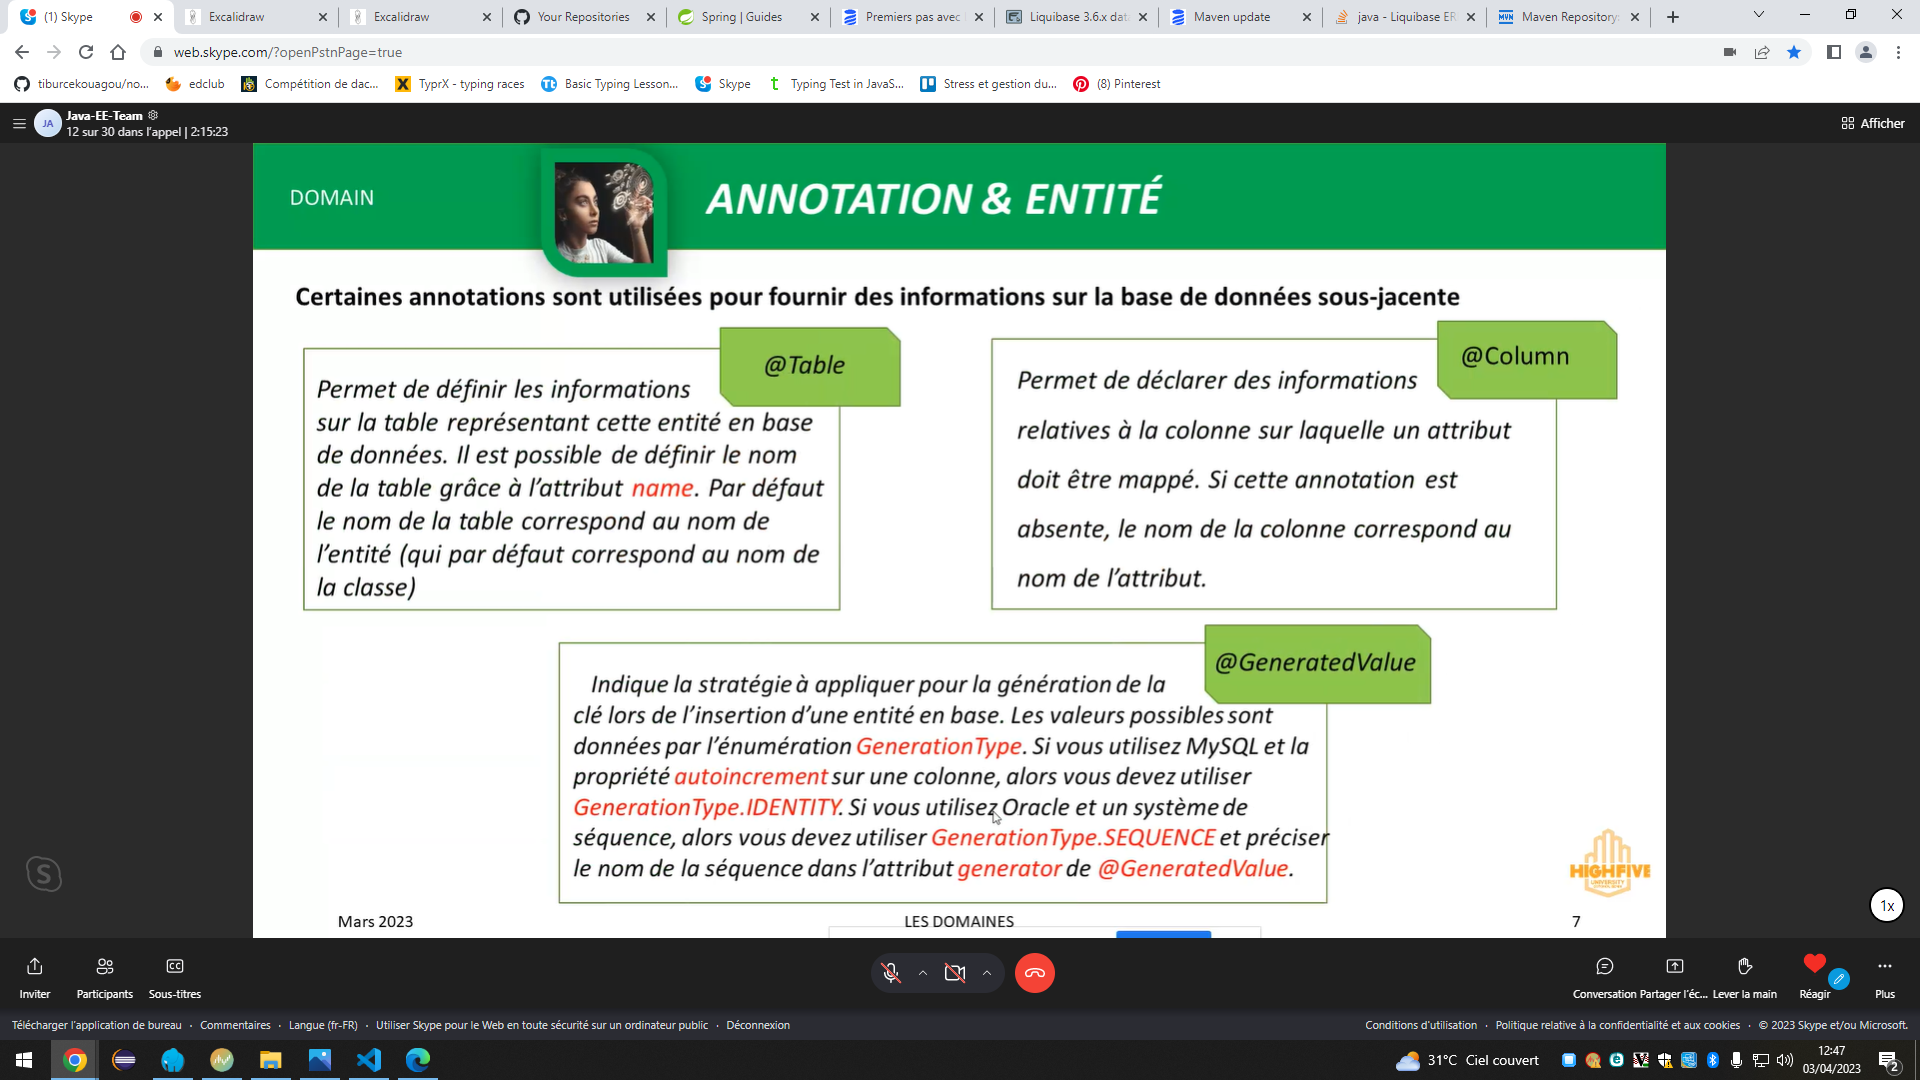 (1) Skype
Excalidraw
Excalidraw
Your Repositories
Spring | Guides
Premiers pas avec
Liquibase 3.6.x dat
Maven update
java - Liquibase ER
Maven Repository:
web.skype.com/?openPstnPage=true
tiburcekouagou/no...
edclub
Compétition de dac...
TyprX - typing races
Basic Typing Lesson...
Skype
Typing Test in JavaS...
Stress et gestion du...
(8) Pinterest
JA
Java-EE-Team
12 sur 30 dans l'appel | 2:15:23
Afficher
DOMAIN
ANNOTATION & ENTITÉ
Certaines annotations sont utilisées pour fournir des informations sur la base de données sous-jacente
@Table
Permet de définir les informations
sur la table représentant cette entité en base
de données. Il est possible de définir le nom
de la table grâce à l'attribut name. Par défaut
le nom de la table correspond au nom de
l'entité (qui par défaut correspond au nom de
la classe)
@Column
Permet de déclarer des informations
relatives à la colonne sur laquelle un attribut
doit être mappé. Si cette annotation est
absente, le nom de la colonne correspond au
nom de l'attribut.
@GeneratedValue
Indique la stratégie à appliquer pour la génération de la
clé lors de l'insertion d'une entité en base. Les valeurs possibles sont
données par l'énumération GenerationType. Si vous utilisez MySQL et la
propriété autoincrement sur une colonne, alors vous devez utiliser
GenerationType.IDENTITY. Si vous utilisez Oracle et un système de
séquence, alors vous devez utiliser GenerationType.SEQUENCE et préciser
le nom de la séquence dans l'attribut generator de @GeneratedValue.
HIGHFIVE
UNIVERSITY
Mars 2023
LES DOMAINES
7
1x
Inviter
Participants
Sous-titres
Conversation
Partager l'éc...
Lever la main
Réagir
Plus
Télécharger l'application de bureau · Commentaires · Langue (fr-FR) · Utiliser Skype pour le Web en toute sécurité sur un ordinateur public · Déconnexion
Conditions d'utilisation · Politique relative à la confidentialité et aux cookies · © 2023 Skype et/ou Microsoft.
31°C Ciel couvert
12:47
03/04/2023
2